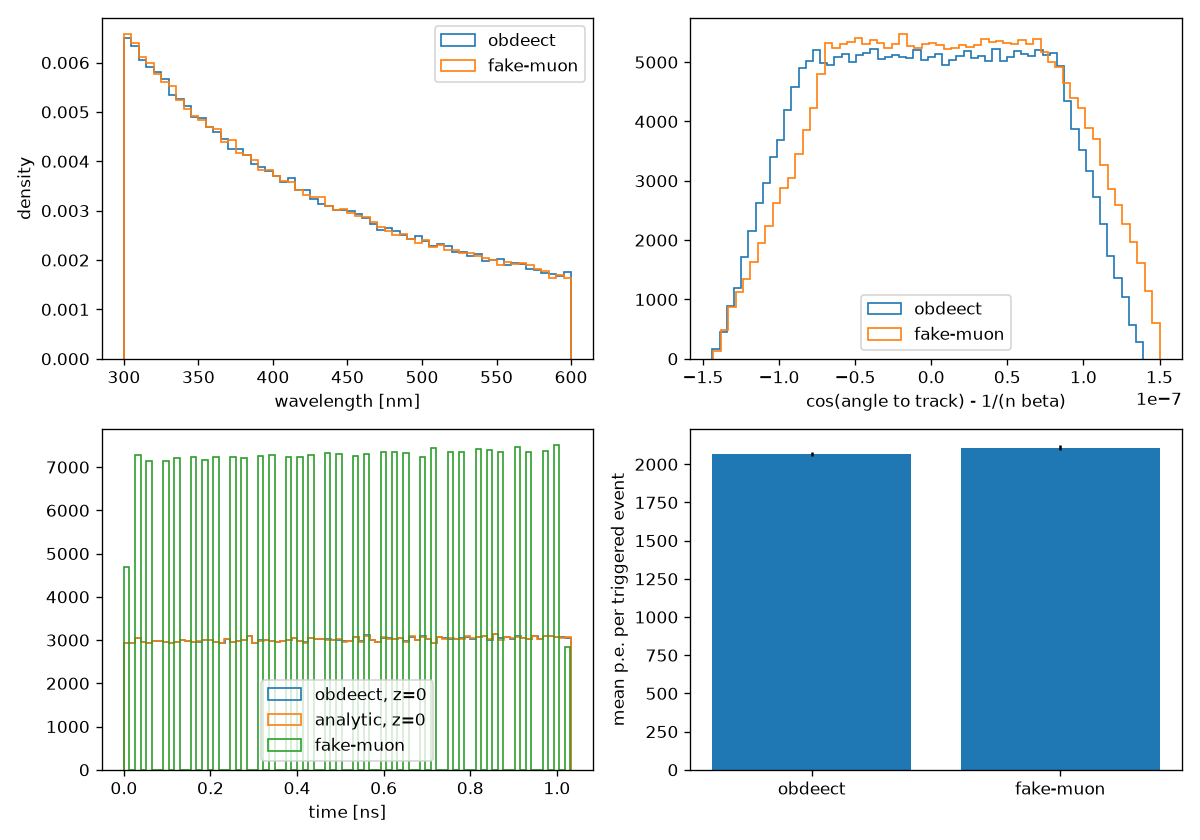 0.006
0.005
0.004
0.003
0.002
0.001
0.000
density
obdeect
fake-muon
300 350 400 450 500 550 600
wavelength [nm]
5000
4000
3000
2000
1000
0
obdeect
fake-muon
−1.5 −1.0 −0.5 0.0 0.5 1.0 1.5
1e−7
cos(angle to track) - 1/(n beta)
7000
6000
5000
4000
3000
2000
1000
0
obdeect, z=0
analytic, z=0
fake-muon
0.0 0.2 0.4 0.6 0.8 1.0
time [ns]
mean p.e. per triggered event
2000
1750
1500
1250
1000
750
500
250
0
obdeect fake-muon